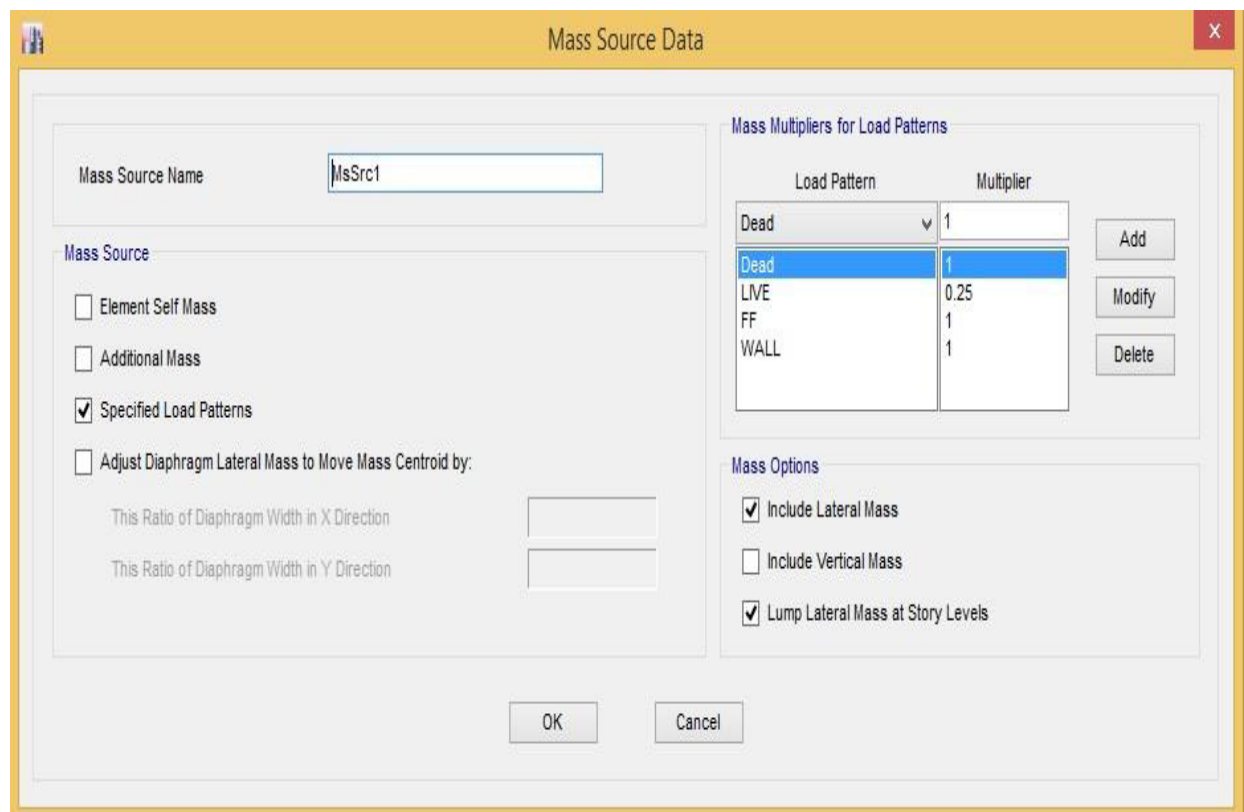 Mass Source Data
X
Mass Source Name
MsSrc1
Mass Source
Element Self Mass
Additional Mass
Specified Load Patterns
Adjust Diaphragm Lateral Mass to Move Mass Centroid by:
This Ratio of Diaphragm Width in X Direction
This Ratio of Diaphragm Width in Y Direction
Mass Multipliers for Load Patterns
Load Pattern Multiplier
Dead 1
Dead 1
LIVE 0.25
FF 1
WALL 1
Add
Modify
Delete
Mass Options
Include Lateral Mass
Include Vertical Mass
Lump Lateral Mass at Story Levels
OK Cancel